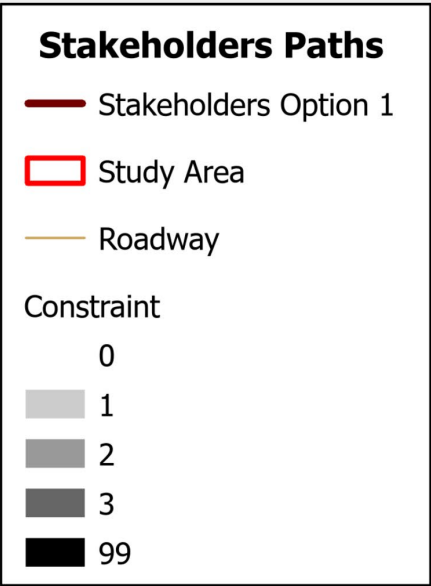 Stakeholders Paths
Stakeholders Option 1
Study Area
Roadway
Constraint
0
1
2
3
99